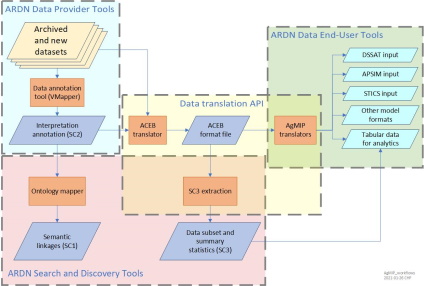 ARDN Data Provider Tools
Archived and
new
datasets
Data annotation
tool (VMapper)
Interpretation
annotation (SC2)
Ontology mapper
Semantic
linkages (SC1)
ARDN Search and Discovery Tools
Data translation API
ACEB
translator
ACEB
format file
SC3 extraction
Data subset and
summary
statistics (SC3)
AgMIP
translators
ARDN Data End-User Tools
DSSAT input
APSIM input
STICS input
Other model
formats
Tabular data
for analytics